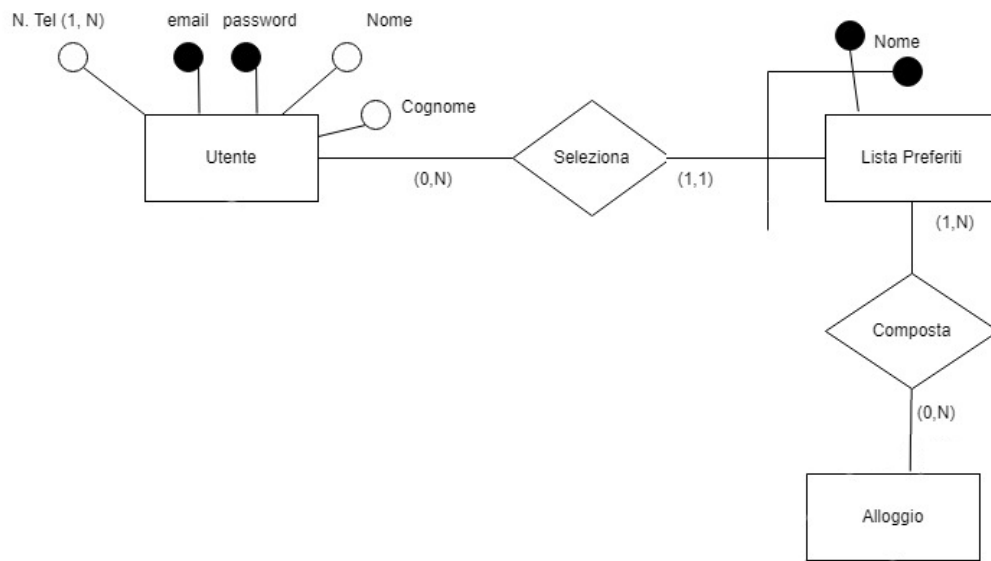 N. Tel (1, N)
email
password
Nome
Nome
Cognome
Utente
Seleziona
Lista Preferiti
(0,N)
(1,1)
(1,N)
Composta
(0,N)
Alloggio